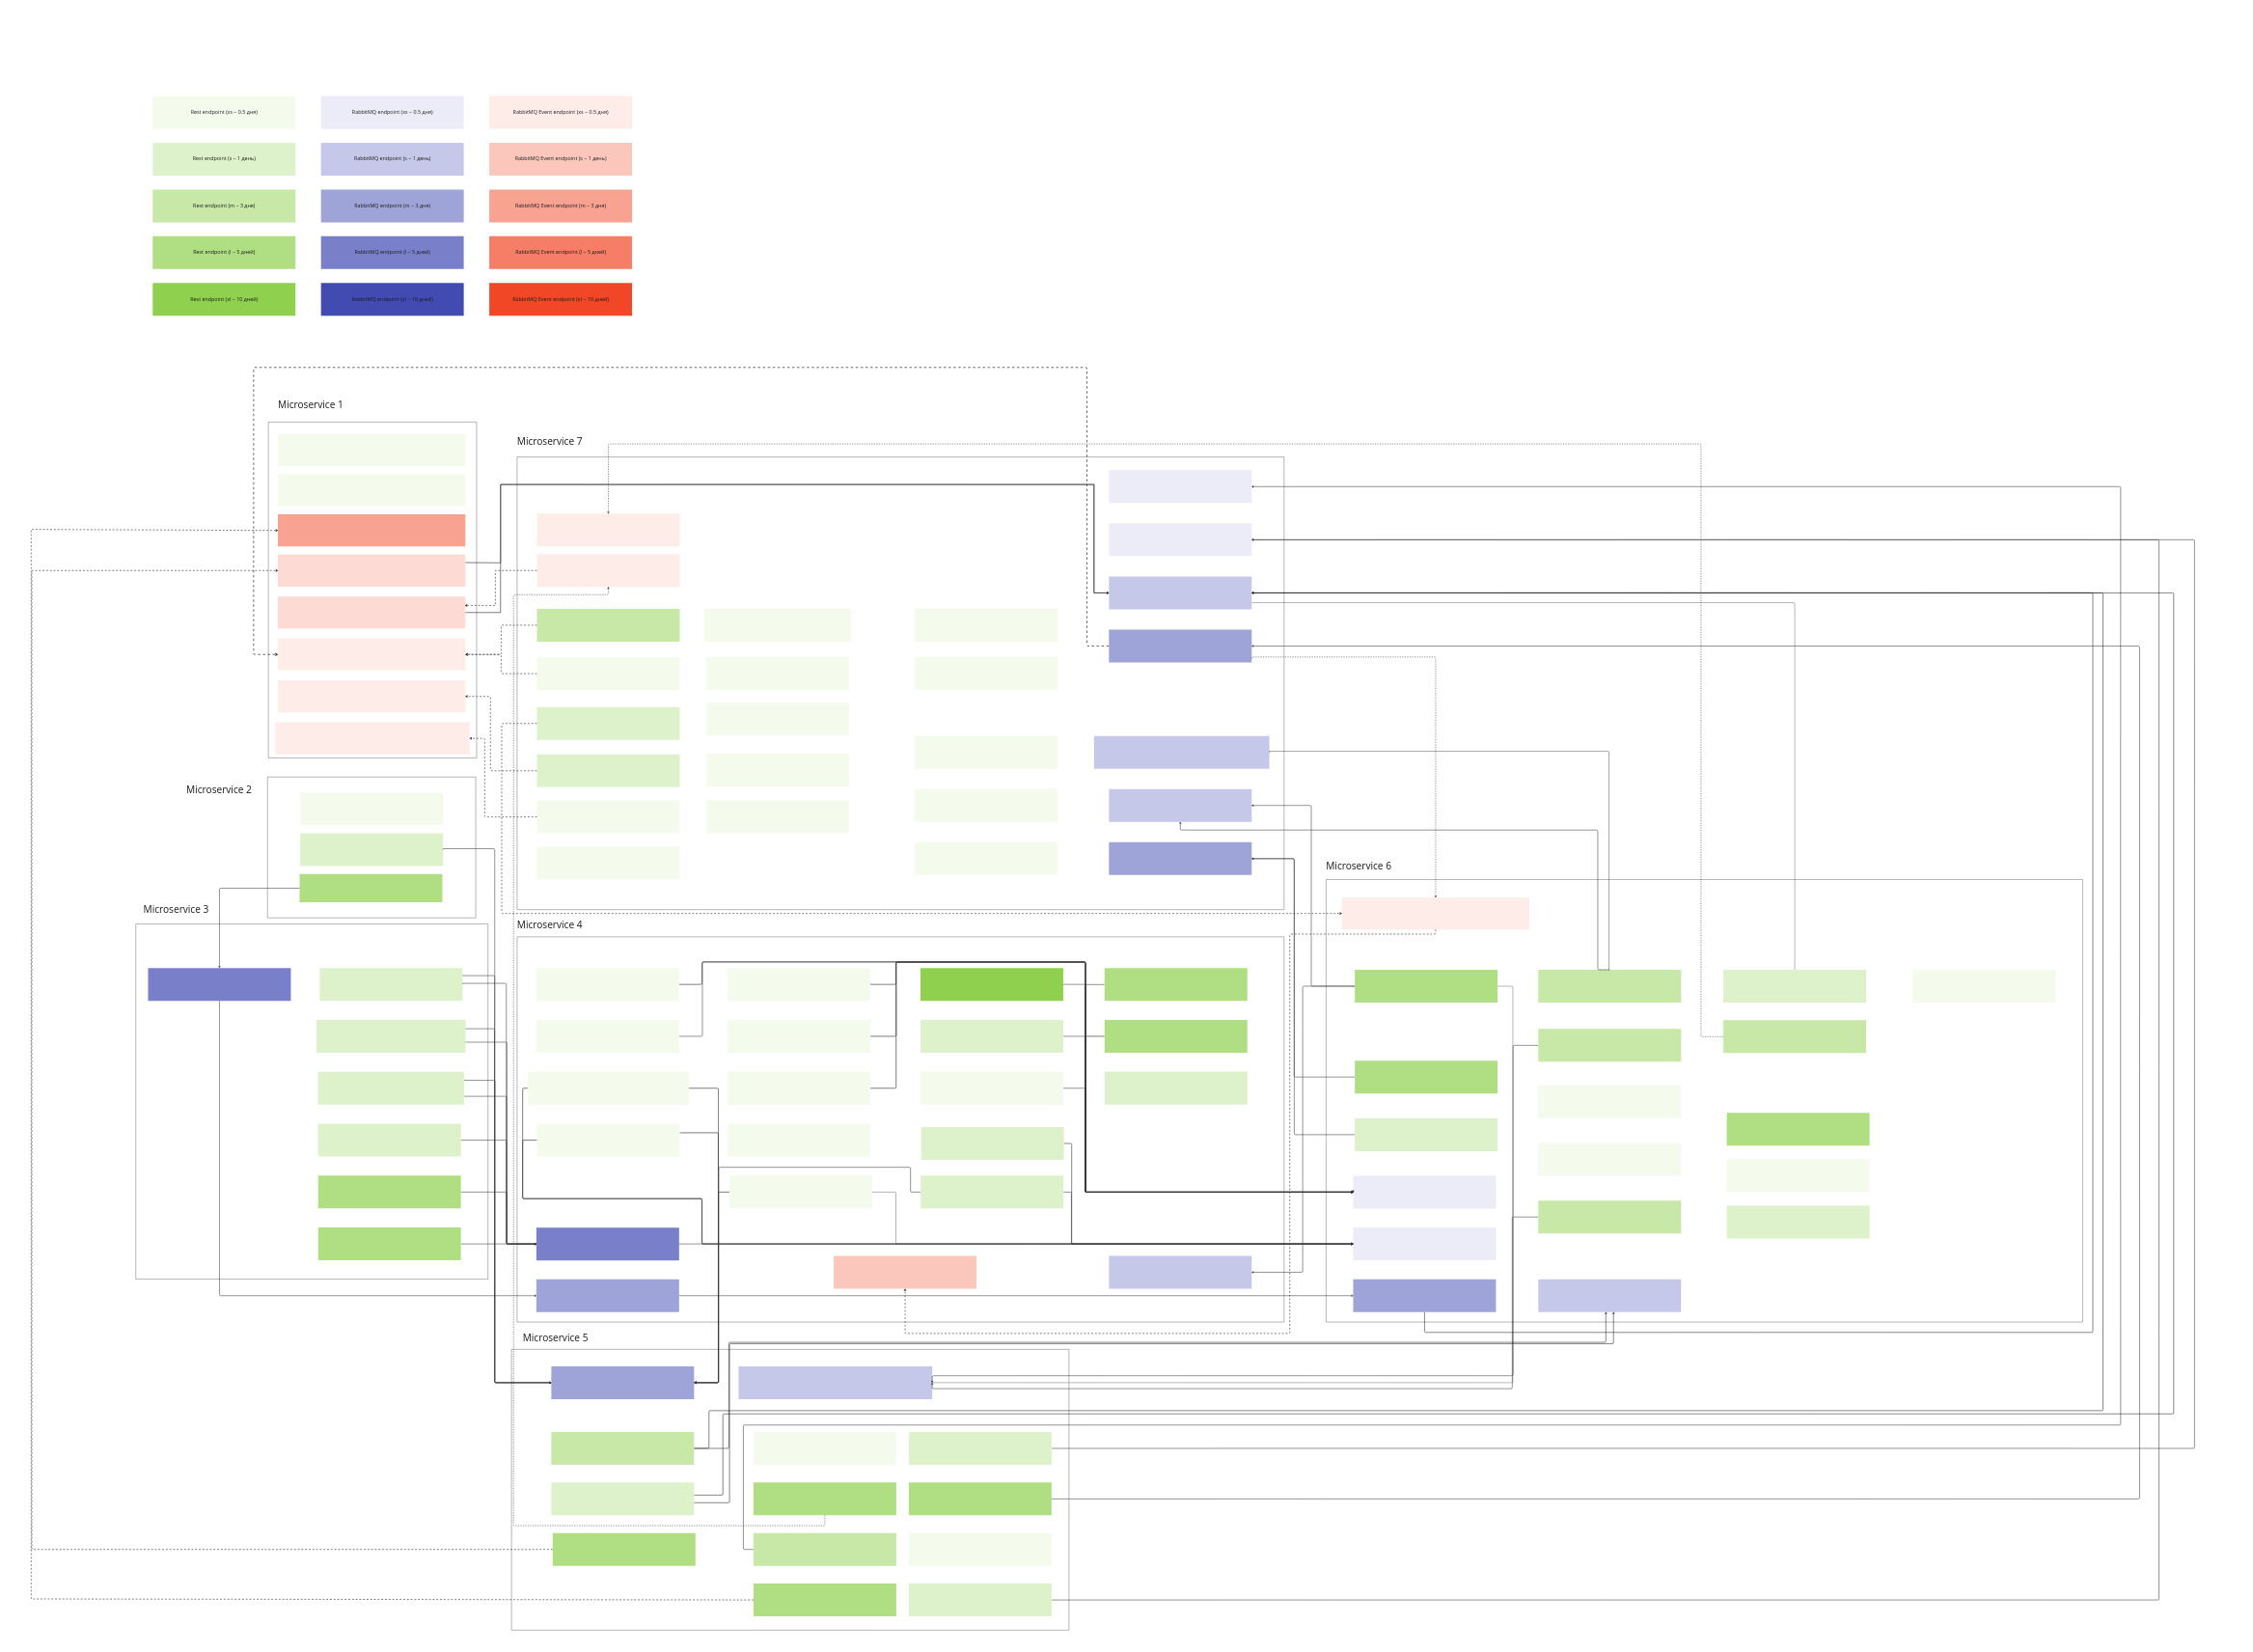 Rest endpoint (xs – 0.5 дня)
RabbitMQ endpoint (xs – 0.5 дня)
RabbitMQ Event endpoint (xs – 0.5 дня)
Rest endpoint (s – 1 день)
RabbitMQ endpoint (s – 1 день)
RabbitMQ Event endpoint (s – 1 день)
Rest endpoint (m – 3 дня)
RabbitMQ endpoint (m – 3 дня)
RabbitMQ Event endpoint (m – 3 дня)
Rest endpoint (l – 5 дней)
RabbitMQ endpoint (l – 5 дней)
RabbitMQ Event endpoint (l – 5 дней)
Rest endpoint (xl – 10 дней)
RabbitMQ endpoint (xl – 10 дней)
RabbitMQ Event endpoint (xl – 10 дней)
Microservice 1
Microservice 7
Microservice 2
Microservice 6
Microservice 3
Microservice 4
Microservice 5